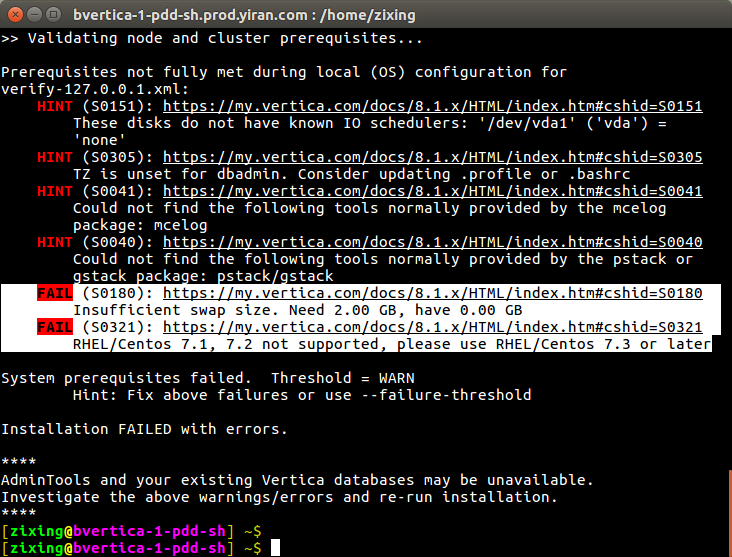 bvertica-1-pdd-sh.prod.yiran.com : /home/zixing
>> Validating node and cluster prerequisites...
Prerequisites not fully met during local (OS) configuration for
verify-127.0.0.1.xml:
HINT (S0151): https://my.vertica.com/docs/8.1.x/HTML/index.htm#cshid=S0151
These disks do not have known IO schedulers: '/dev/vda1' ('vda') =
'none'
HINT (S0305): https://my.vertica.com/docs/8.1.x/HTML/index.htm#cshid=S0305
TZ is unset for dbadmin. Consider updating .profile or .bashrc
HINT (S0041): https://my.vertica.com/docs/8.1.x/HTML/index.htm#cshid=S0041
Could not find the following tools normally provided by the mcelog
package: mcelog
HINT (S0040): https://my.vertica.com/docs/8.1.x/HTML/index.htm#cshid=S0040
Could not find the following tools normally provided by the pstack or
gstack package: pstack/gstack
FAIL (S0180): https://my.vertica.com/docs/8.1.x/HTML/index.htm#cshid=S0180
Insufficient swap size. Need 2.00 GB, have 0.00 GB
FAIL (S0321): https://my.vertica.com/docs/8.1.x/HTML/index.htm#cshid=S0321
RHEL/Centos 7.1, 7.2 not supported, please use RHEL/Centos 7.3 or later
System prerequisites failed.  Threshold = WARN
Hint: Fix above failures or use --failure-threshold
Installation FAILED with errors.
****
AdminTools and your existing Vertica databases may be unavailable.
Investigate the above warnings/errors and re-run installation.
****
[zixing@bvertica-1-pdd-sh] ~$
[zixing@bvertica-1-pdd-sh] ~$